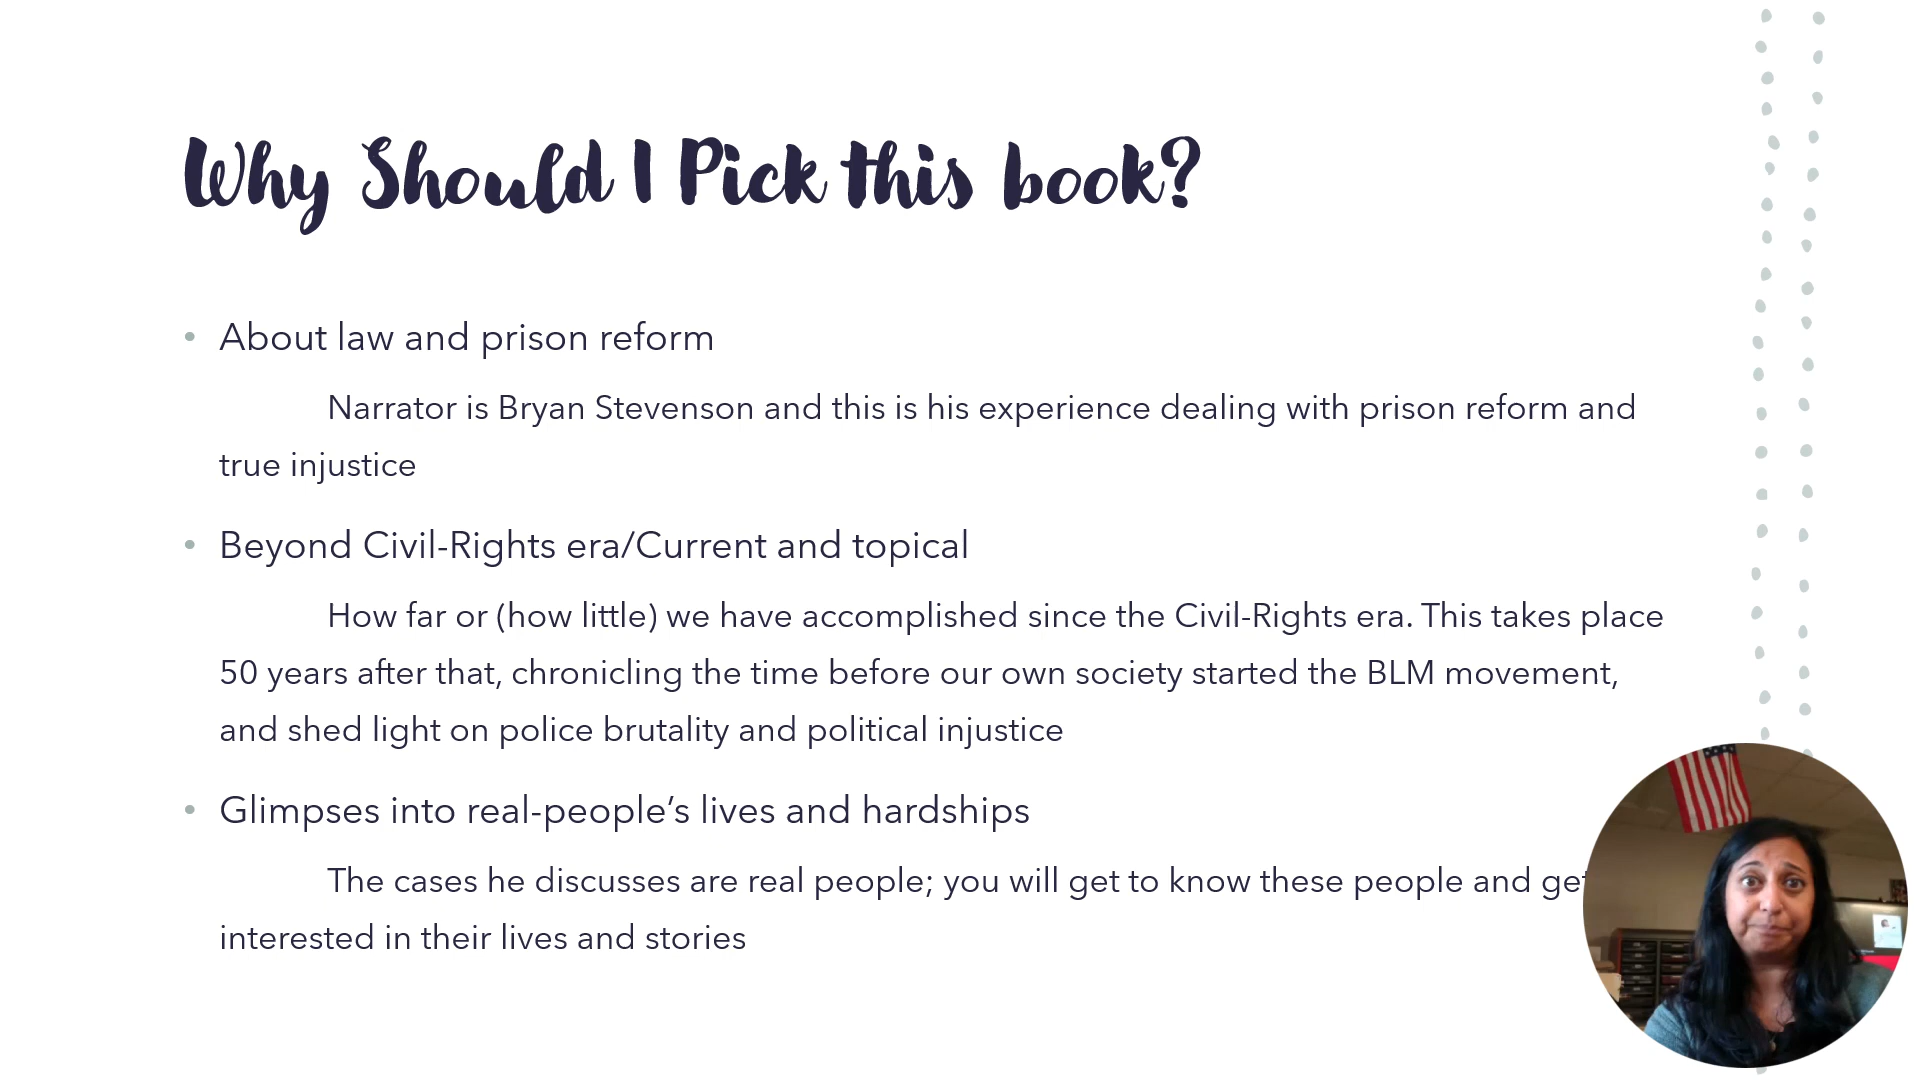 Why Should I Pick this book?
• About law and prison reform
Narrator is Bryan Stevenson and this is his experience dealing with prison reform and
true injustice
• Beyond Civil-Rights era/Current and topical
How far or (how little) we have accomplished since the Civil-Rights era. This takes place
50 years after that, chronicling the time before our own society started the BLM movement,
and shed light on police brutality and political injustice
• Glimpses into real-people’s lives and hardships
The cases he discusses are real people; you will get to know these people and get
interested in their lives and stories